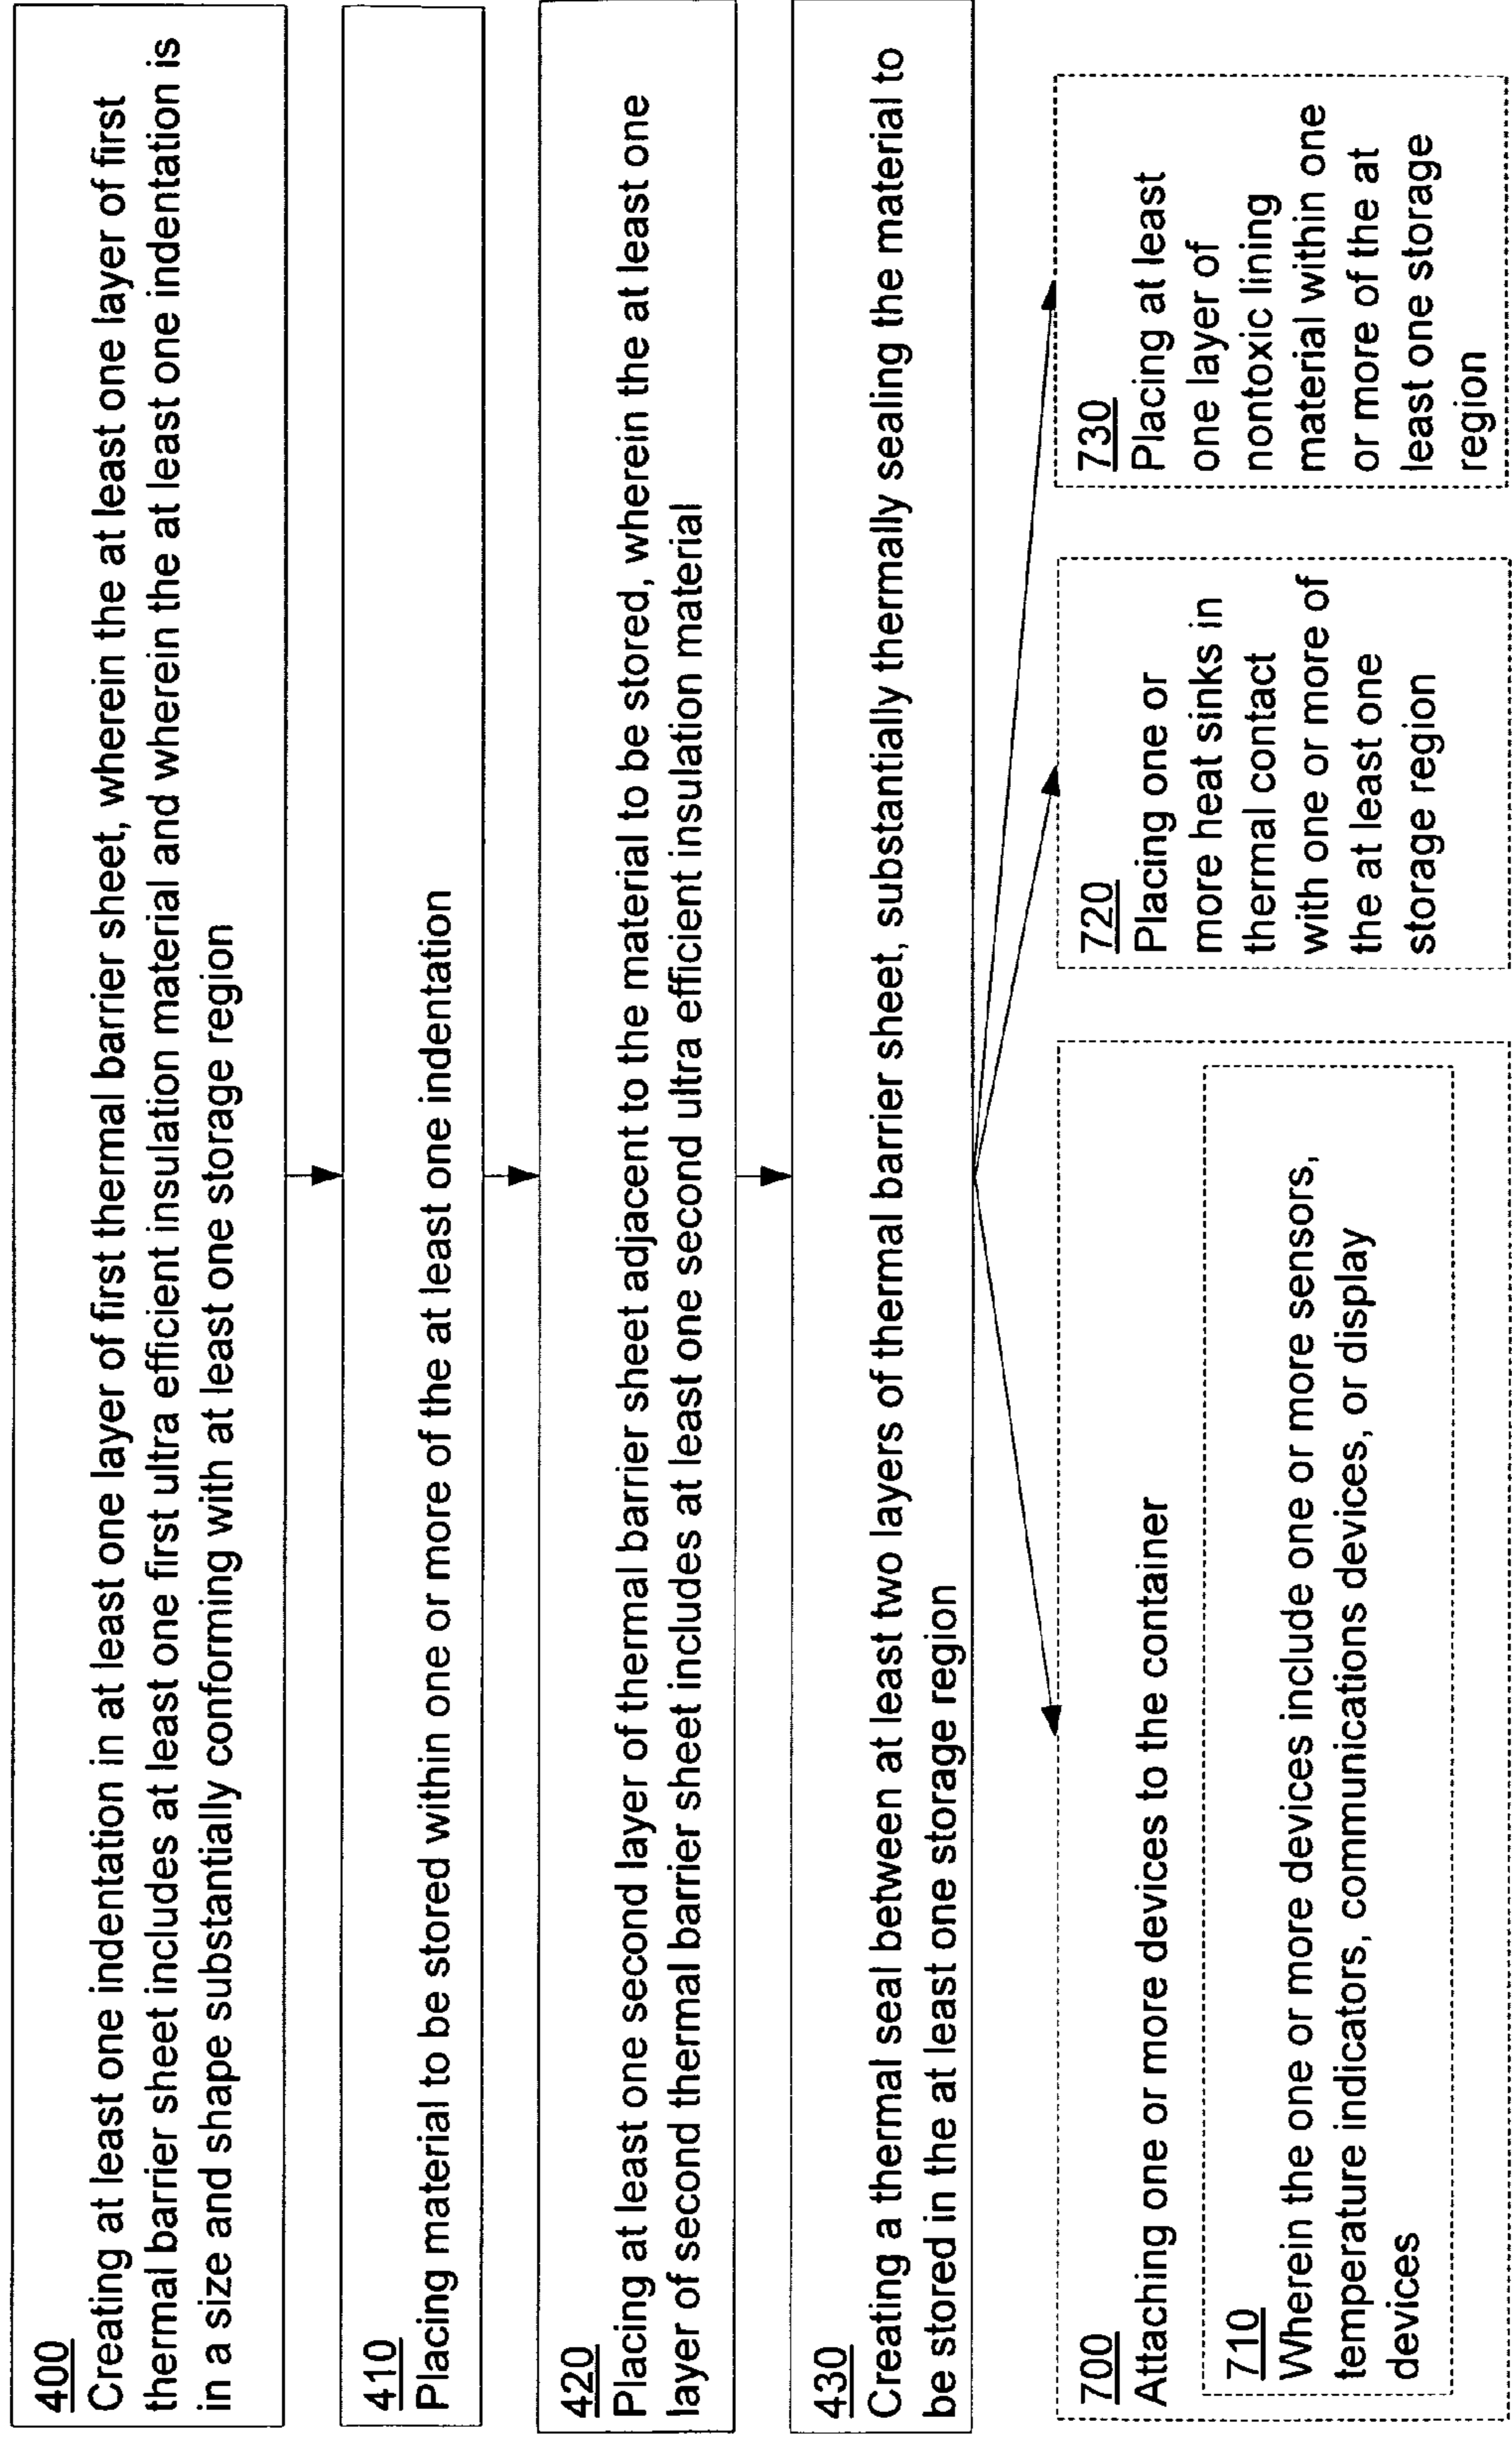 400
Creating at least one indentation in at least one layer of first thermal barrier sheet, wherein the at least one layer of first
thermal barrier sheet includes at least one first ultra efficient insulation material and wherein the at least one indentation is
in a size and shape substantially conforming with at least one storage region
410
Placing material to be stored within one or more of the at least one indentation
420
Placing at least one second layer of thermal barrier sheet adjacent to the material to be stored, wherein the at least one
layer of second thermal barrier sheet includes at least one second ultra efficient insulation material
430
Creating a thermal seal between at least two layers of thermal barrier sheet, substantially thermally sealing the material to
be stored in the at least one storage region
700
Attaching one or more devices to the container
710
Wherein the one or more devices include one or more sensors,
temperature indicators, communications devices, or display
devices
720
Placing one or
more heat sinks in
thermal contact
with one or more of
the at least one
storage region
730
Placing at least
one layer of
nontoxic lining
material within one
or more of the at
least one storage
region